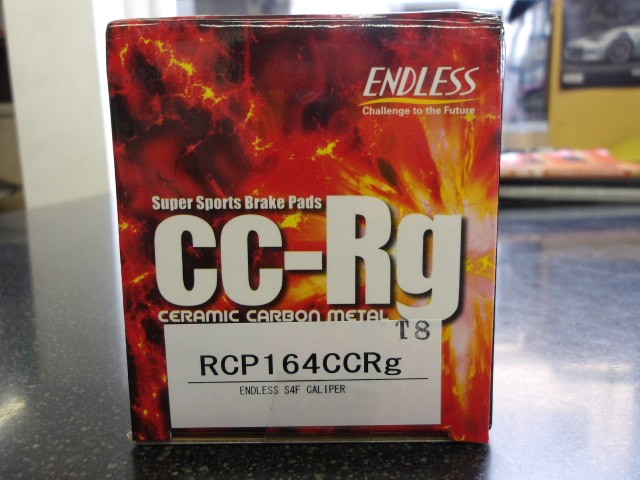 ENDLESS
Challenge to the Future
Super Sports Brake Pads
CC-Rg
CERAMIC CARBON METAL
T8
RCP164CCRg
ENDLESS S4F CALIPER